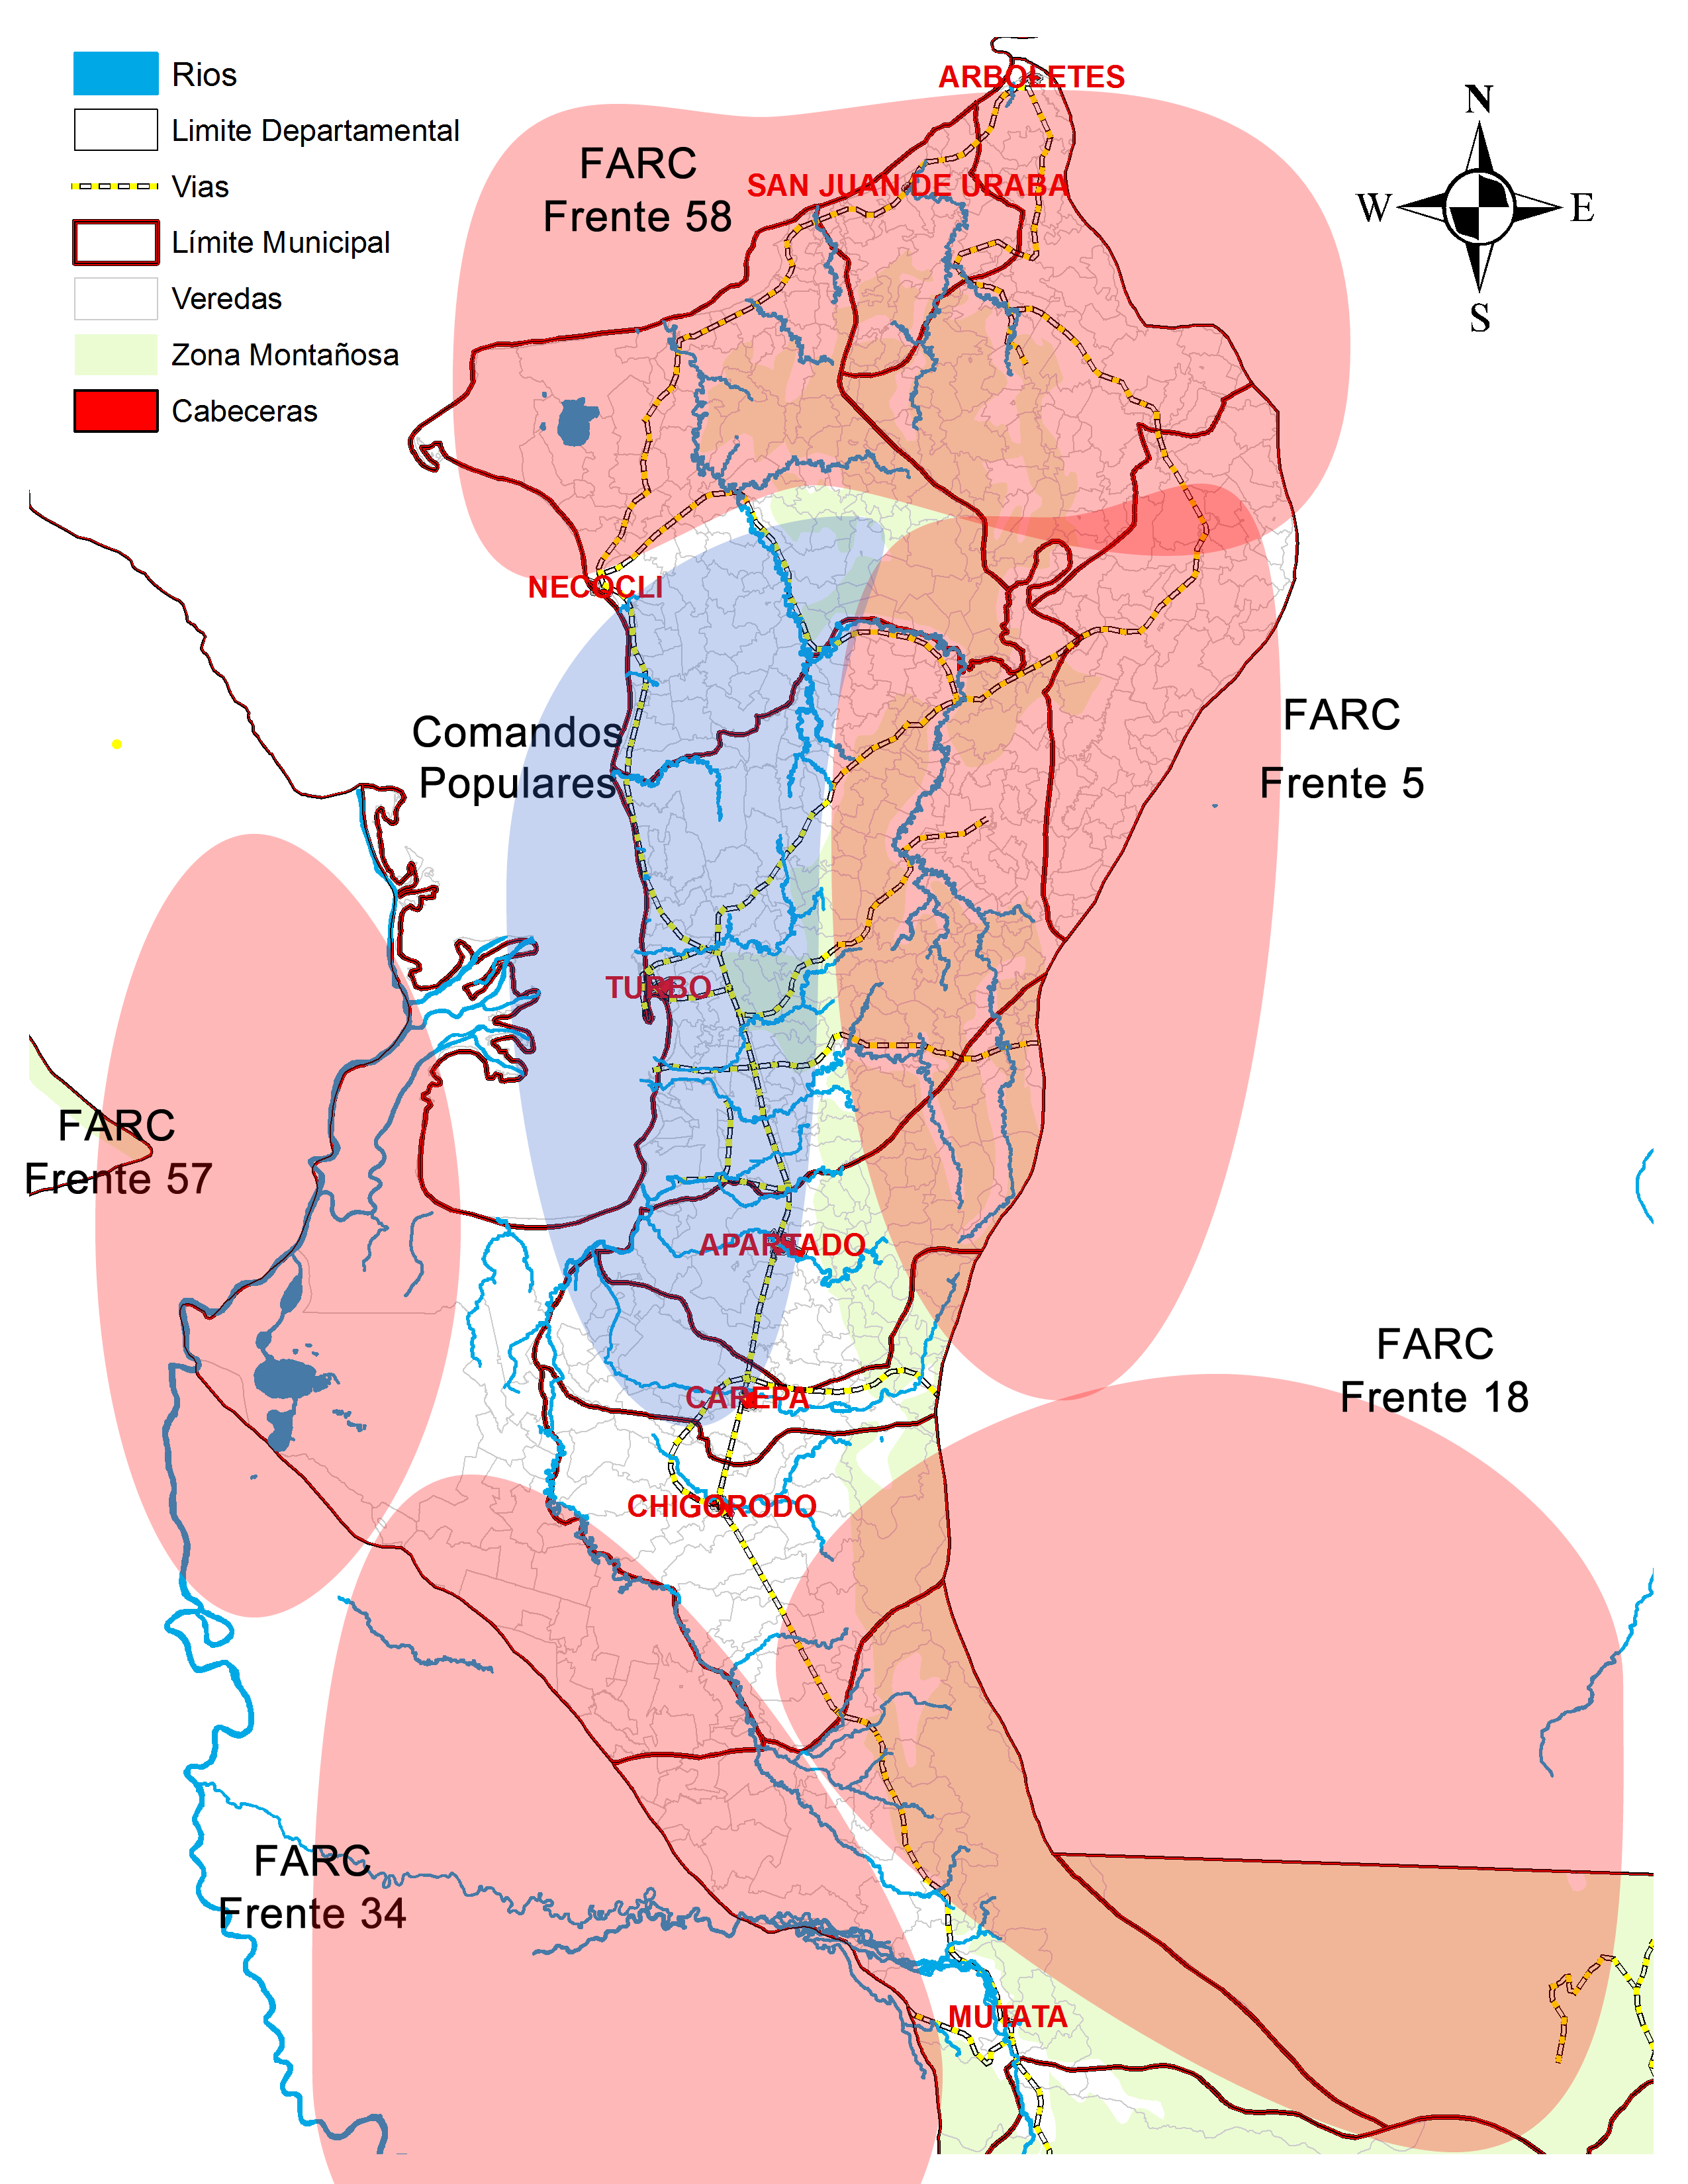 Rios
Limite Departamental
Vias
Límite Municipal
Veredas
Zona Montañosa
Cabeceras
ARBOLETES
N
W
E
S
FARC
Frente 58
SAN JUAN DE URABA
NECOCLI
Comandos
Populares
FARC
Frente 5
TURBO
FARC
Frente 57
APARTADO
FARC
Frente 18
CAREPA
CHIGORODO
FARC
Frente 34
MUTATA